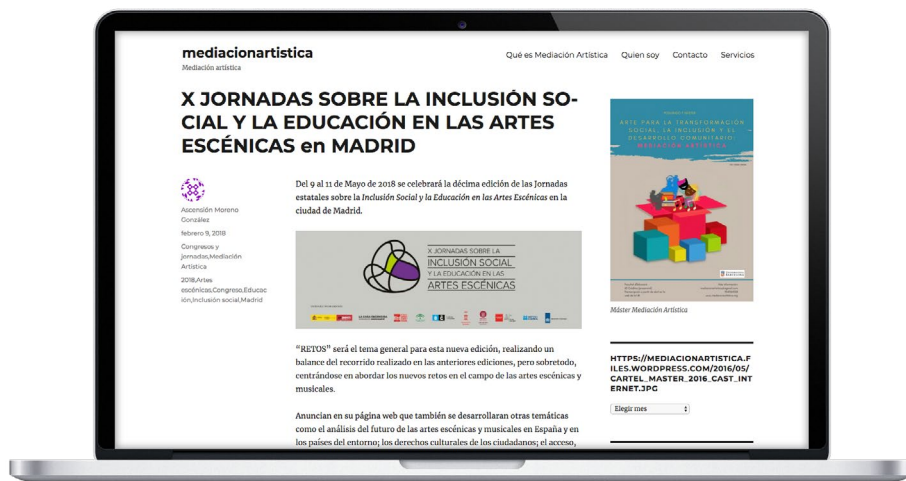 mediacionartistica
Mediación artística
Qué es Mediación Artística
Quien soy
Contacto
Servicios
X JORNADAS SOBRE LA INCLUSIÓN SO-
CIAL Y LA EDUCACIÓN EN LAS ARTES
ESCÉNICAS en MADRID
Ascensión Moreno
González
febrero 9, 2018
Congresos y
jornadas,Mediación
Artística
2018,Artes
escénicas,Congreso,Educac
ión,Inclusión social,Madrid
Del 9 al 11 de Mayo de 2018 se celebrará la décima edición de las Jornadas
estatales sobre la Inclusión Social y la Educación en las Artes Escénicas en la
ciudad de Madrid.
X JORNADAS SOBRE LA
INCLUSIÓN SOCIAL
Y LA EDUCACIÓN EN LAS
ARTES ESCÉNICAS
“RETOS” será el tema general para esta nueva edición, realizando un
balance del recorrido realizado en las anteriores ediciones, pero sobretodo,
centrándose en abordar los nuevos retos en el campo de las artes escénicas y
musicales.
Anuncian en su página web que también se desarrollaran otras temáticas
como el análisis del futuro de las artes escénicas y musicales en España y en
los países del entorno; los derechos culturales de los ciudadanos; el acceso,
ARTE PARA LA TRANSFORMACIÓN
SOCIAL, LA INCLUSIÓN Y EL
DESARROLLO COMUNITARIO:
MEDIACIÓN ARTÍSTICA
Máster Mediación Artística
HTTPS://MEDIACIONARTISTICA.F
ILES.WORDPRESS.COM/2016/05/
CARTEL_MASTER_2016_CAST_INT
ERNET.JPG
Elegir mes